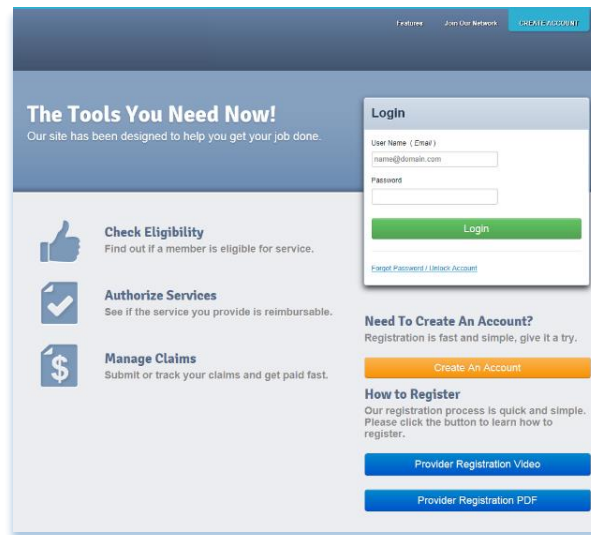 Features Join Our Network CREATE ACCOUNT
The Tools You Need Now!
Our site has been designed to help you get your job done.
Login
User Name ( Email )
name@domain.com
Password
Login
Forgot Password / Unlock Account
Check Eligibility
Find out if a member is eligible for service.
Authorize Services
See if the service you provide is reimbursable.
Manage Claims
Submit or track your claims and get paid fast.
Need To Create An Account?
Registration is fast and simple, give it a try.
Create An Account
How to Register
Our registration process is quick and simple.
Please click the button to learn how to
register.
Provider Registration Video
Provider Registration PDF